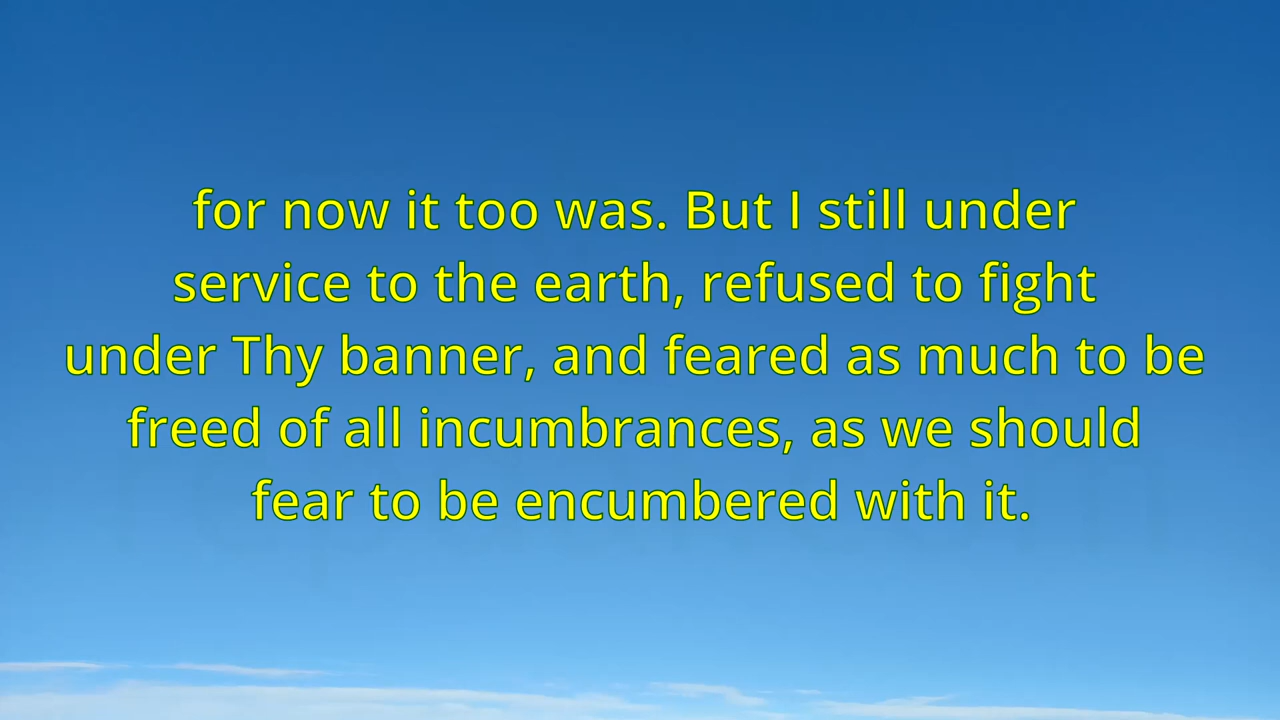 for now it too was. But I still under
service to the earth, refused to fight
under Thy banner, and feared as much to be
freed of all incumbrances, as we should
fear to be encumbered with it.